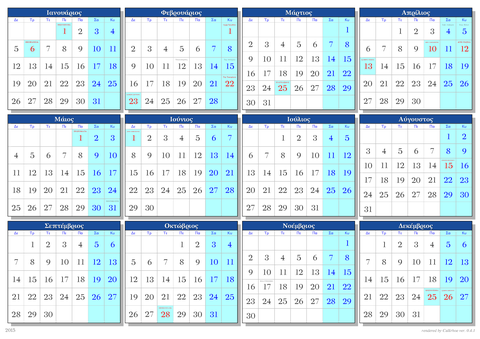 Ιανουάριος
Δε Τρ Τε Πε Πα Σα Κυ
1 2 3 4
5 6 7 8 9 10 11
12 13 14 15 16 17 18
19 20 21 22 23 24 25
26 27 28 29 30 31
Φεβρουάριος
Δε Τρ Τε Πε Πα Σα Κυ
1
2 3 4 5 6 7 8
9 10 11 12 13 14 15
16 17 18 19 20 21 22
23 24 25 26 27 28
Μάρτιος
Δε Τρ Τε Πε Πα Σα Κυ
1
2 3 4 5 6 7 8
9 10 11 12 13 14 15
16 17 18 19 20 21 22
23 24 25 26 27 28 29
30 31
Απρίλιος
Δε Τρ Τε Πε Πα Σα Κυ
1 2 3 4 5
6 7 8 9 10 11 12
13 14 15 16 17 18 19
20 21 22 23 24 25 26
27 28 29 30
Μάιος
Δε Τρ Τε Πε Πα Σα Κυ
1 2 3
4 5 6 7 8 9 10
11 12 13 14 15 16 17
18 19 20 21 22 23 24
25 26 27 28 29 30 31
Ιούνιος
Δε Τρ Τε Πε Πα Σα Κυ
1 2 3 4 5 6 7
8 9 10 11 12 13 14
15 16 17 18 19 20 21
22 23 24 25 26 27 28
29 30
Ιούλιος
Δε Τρ Τε Πε Πα Σα Κυ
1 2 3 4 5
6 7 8 9 10 11 12
13 14 15 16 17 18 19
20 21 22 23 24 25 26
27 28 29 30 31
Αύγουστος
Δε Τρ Τε Πε Πα Σα Κυ
1 2
3 4 5 6 7 8 9
10 11 12 13 14 15 16
17 18 19 20 21 22 23
24 25 26 27 28 29 30
31
Σεπτέμβριος
Δε Τρ Τε Πε Πα Σα Κυ
1 2 3 4 5 6
7 8 9 10 11 12 13
14 15 16 17 18 19 20
21 22 23 24 25 26 27
28 29 30
Οκτώβριος
Δε Τρ Τε Πε Πα Σα Κυ
1 2 3 4
5 6 7 8 9 10 11
12 13 14 15 16 17 18
19 20 21 22 23 24 25
26 27 28 29 30 31
Νοέμβριος
Δε Τρ Τε Πε Πα Σα Κυ
1
2 3 4 5 6 7 8
9 10 11 12 13 14 15
16 17 18 19 20 21 22
23 24 25 26 27 28 29
30
Δεκέμβριος
Δε Τρ Τε Πε Πα Σα Κυ
1 2 3 4 5 6
7 8 9 10 11 12 13
14 15 16 17 18 19 20
21 22 23 24 25 26 27
28 29 30 31
2015